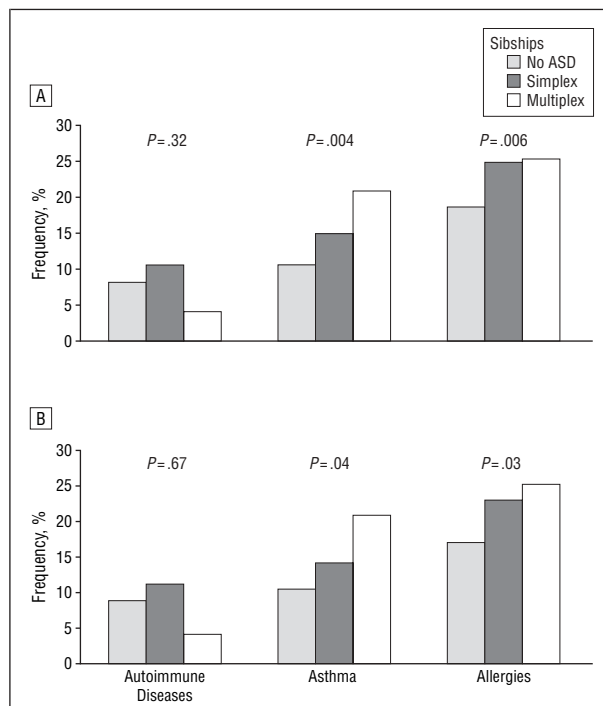 Sibships
No ASD
Simplex
Multiplex
A
30
25
20
15
10
5
0
Frequency, %
P = .32
P = .004
P = .006
B
30
25
20
15
10
5
0
Frequency, %
P = .67
P = .04
P = .03
Autoimmune
Diseases
Asthma
Allergies